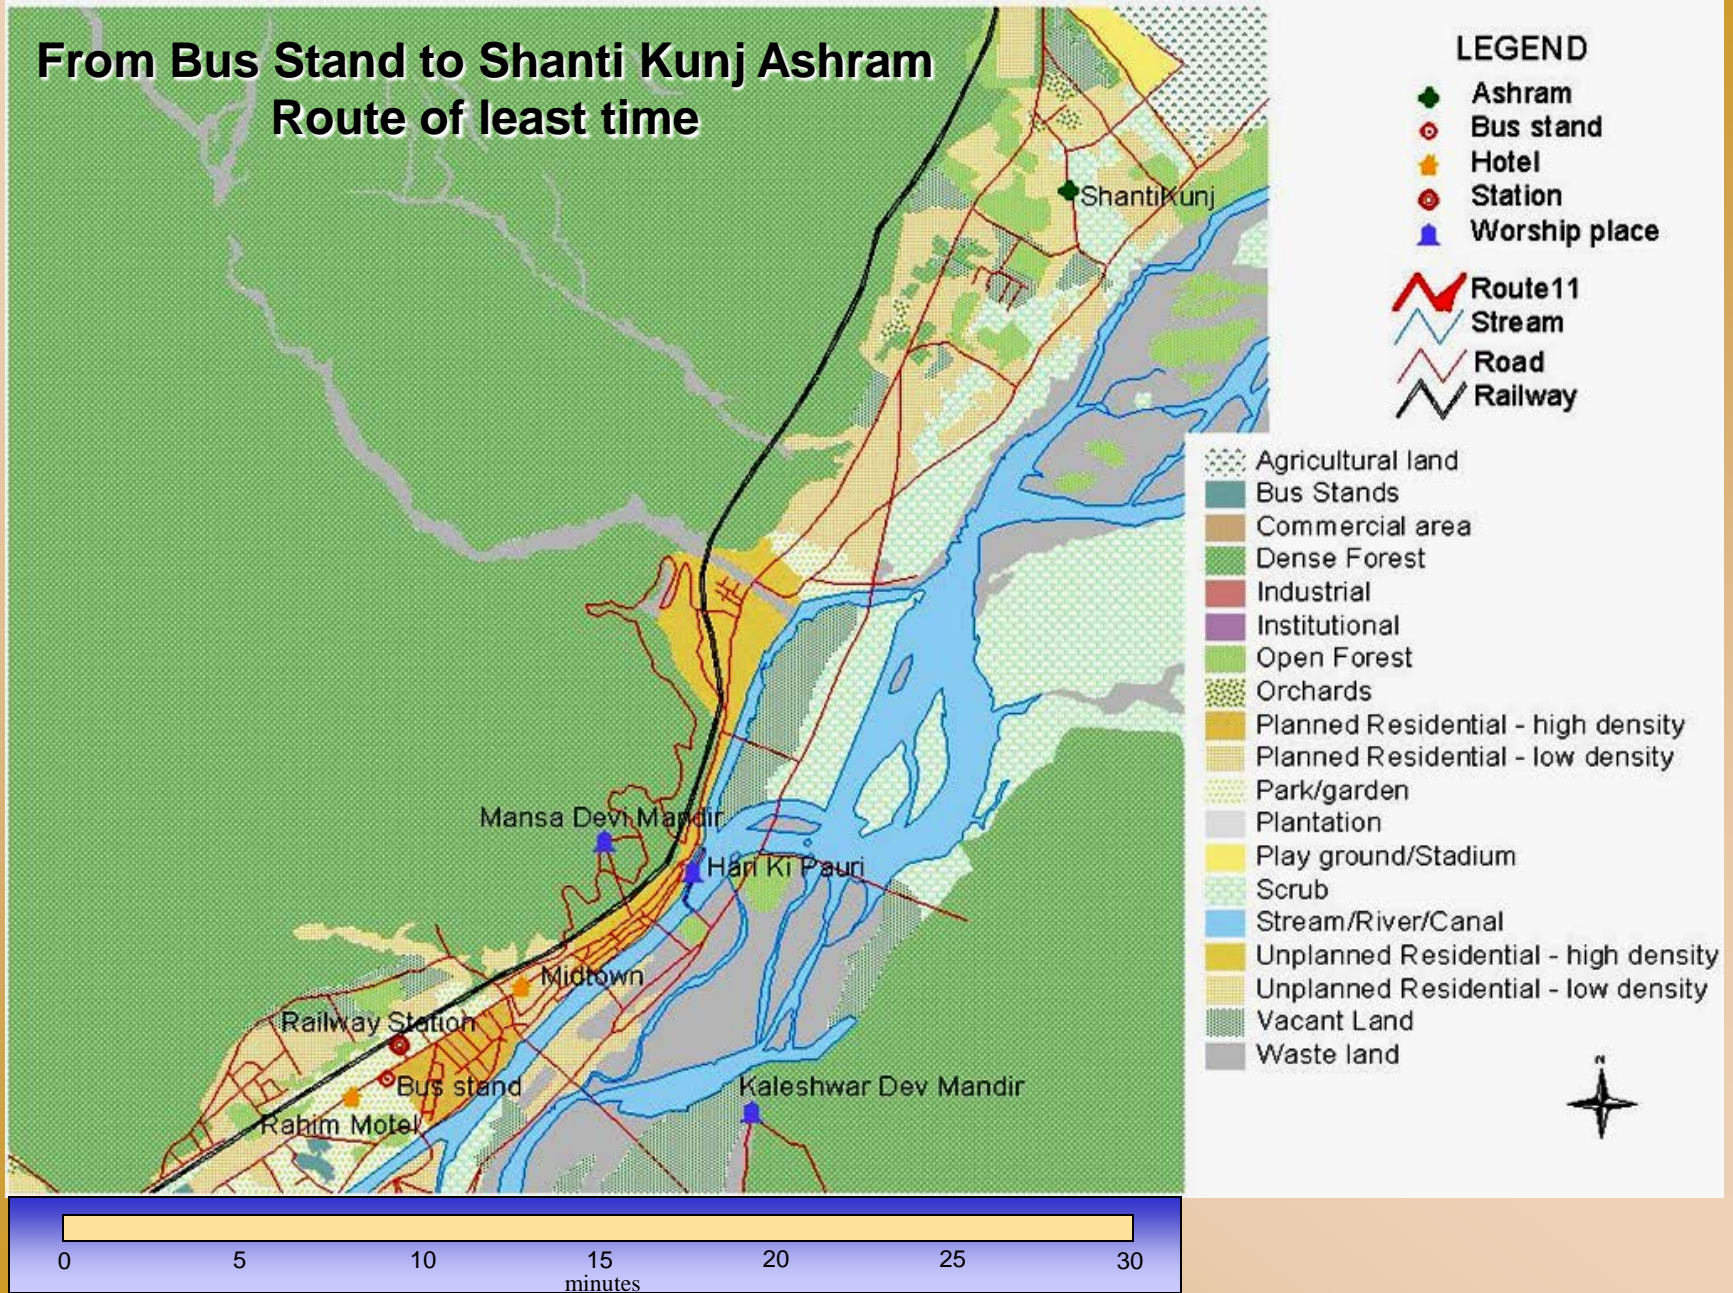 From Bus Stand to Shanti Kunj Ashram
Route of least time
ShantiKunj
Mansa Devi Mandir
Hari Ki Pauri
Midtown
Railway Station
Bus stand
Rahim Motel
Kaleshwar Dev Mandir
LEGEND
Ashram
Bus stand
Hotel
Station
Worship place
Route11
Stream
Road
Railway
Agricultural land
Bus Stands
Commercial area
Dense Forest
Industrial
Institutional
Open Forest
Orchards
Planned Residential - high density
Planned Residential - low density
Park/garden
Plantation
Play ground/Stadium
Scrub
Stream/River/Canal
Unplanned Residential - high density
Unplanned Residential - low density
Vacant Land
Waste land
N
0 5 10 15 20 25 30
minutes